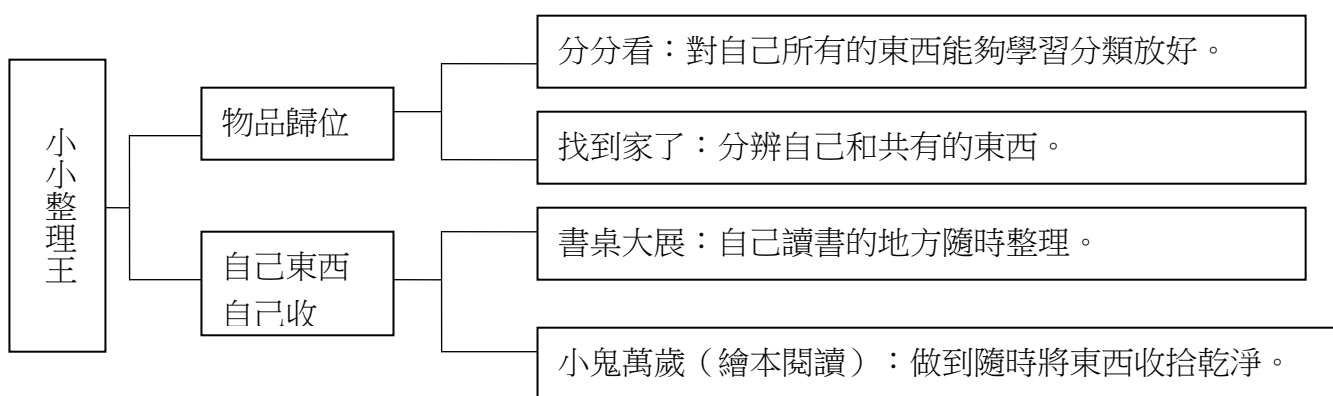 小小整理王
物品歸位
分分看：對自己所有的東西能夠學習分類放好。
找到家了：分辨自己和共有的東西。
自己東西
自己收
書桌大展：自己讀書的地方隨時整理。
小鬼萬歲（繪本閱讀）：做到隨時將東西收拾乾淨。